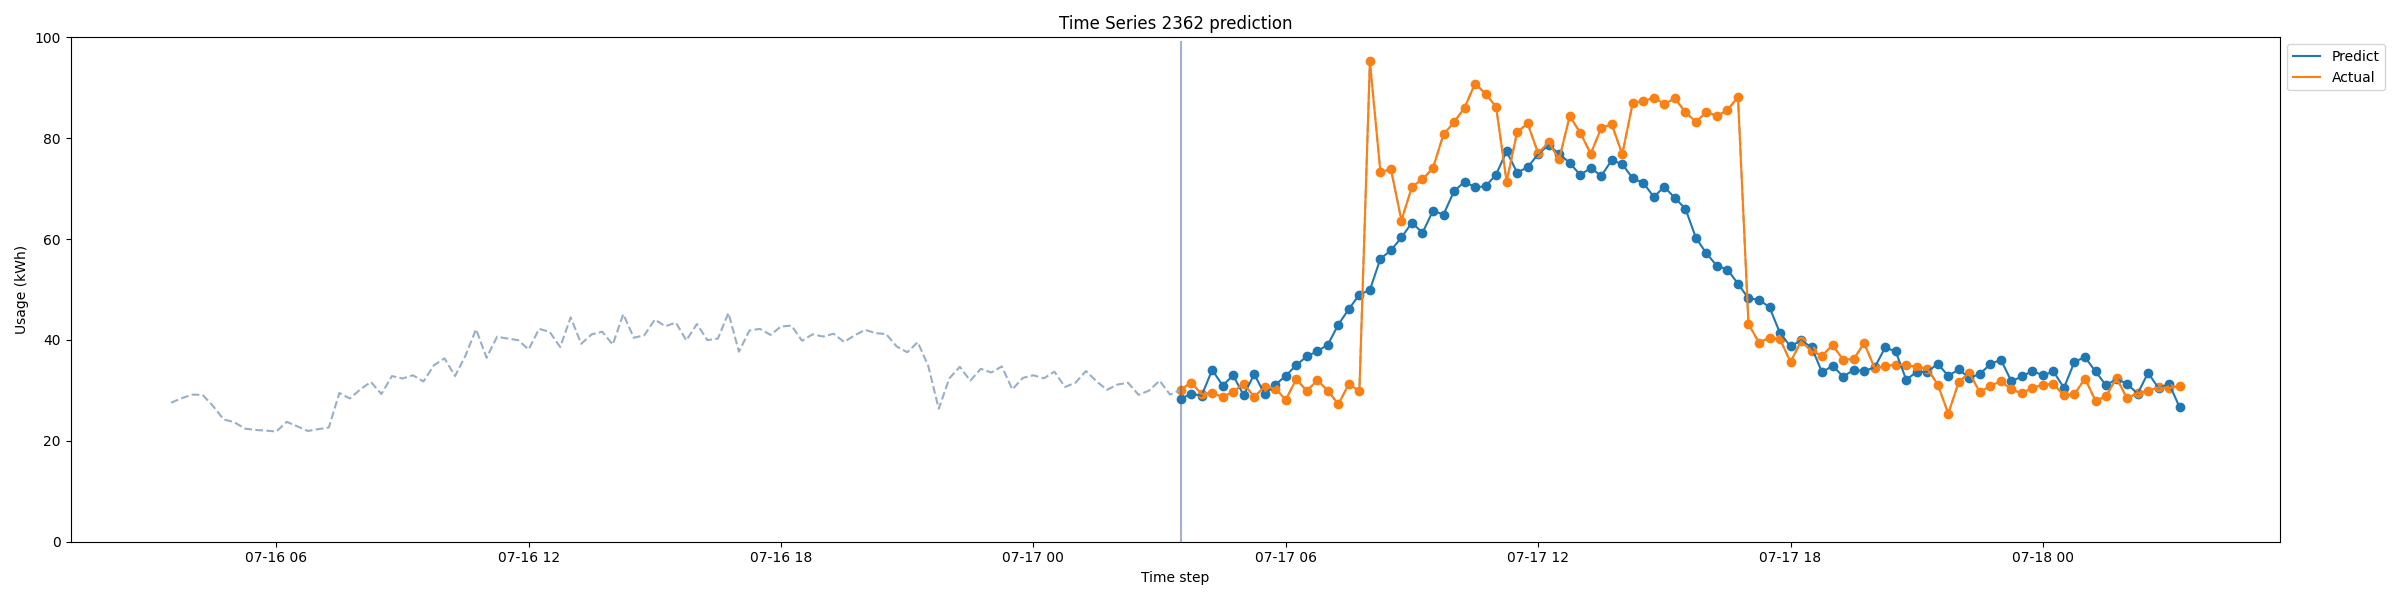 Time Series 2362 prediction
100
80
60
40
20
0
Usage (kWh)
Predict
Actual
07-16 06
07-16 12
07-16 18
07-17 00
07-17 06
07-17 12
07-17 18
07-18 00
Time step